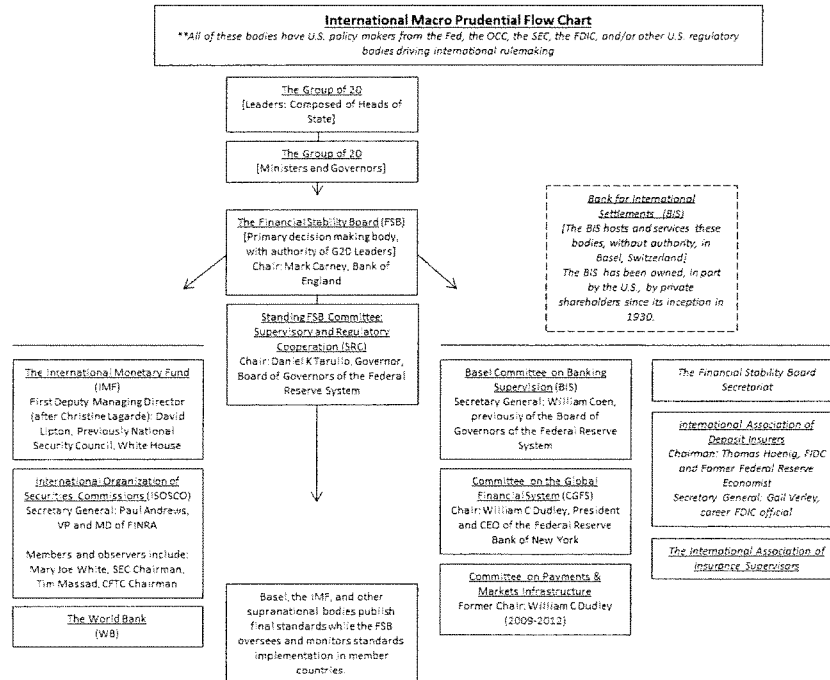 International Macro Prudential Flow Chart
**All of these bodies have U.S. policy makers from the Fed, the OCC, the SEC, the FDIC, and/or other U.S. regulatory
bodies driving international rulemaking
The Group of 20
[Leaders: Composed of Heads of
State]
The Group of 20
[Ministers and Governors]
The Financial Stability Board (FSB)
[Primary decision making body,
with authority of G20 Leaders]
Chair: Mark Carney, Bank of
England
Bank for International
Settlements (BIS)
[The BIS hosts and services these
bodies, without authority, in
Basel, Switzerland]
The BIS has been owned, in part
by the U.S., by private
shareholders since its inception in
1930.
Standing FSB Committee:
Supervisory and Regulatory
Cooperation (SRC)
Chair: Daniel K Tarullo, Governor,
Board of Governors of the Federal
Reserve System
The International Monetary Fund
(IMF)
First Deputy Managing Director
(after Christine Lagarde): David
Lipton, Previously National
Security Council, White House
International Organization of
Securities Commissions (ISOSCO)
Secretary General: Paul Andrews,
VP and MD of FINRA
Members and observers include:
Mary Joe White, SEC Chairman,
Tim Massad, CFTC Chairman
The World Bank
(WB)
Basel, the IMF, and other
supranational bodies publish
final standards while the FSB
oversees and monitors standards
implementation in member
countries.
Basel Committee on Banking
Supervision (BIS)
Secretary General: William Coen,
previously of the Board of
Governors of the Federal Reserve
System
Committee on the Global
Financial System (CGFS)
Chair: William C Dudley, President
and CEO of the Federal Reserve
Bank of New York
Committee on Payments &
Markets Infrastructure
Former Chair: William C Dudley
(2009-2012)
The Financial Stability Board
Secretariat
International Association of
Deposit Insurers
Chairman: Thomas Hoenig, FIDC
and Former Federal Reserve
Economist
Secretary General: Gail Verley,
career FDIC official
The International Association of
Insurance Supervisors